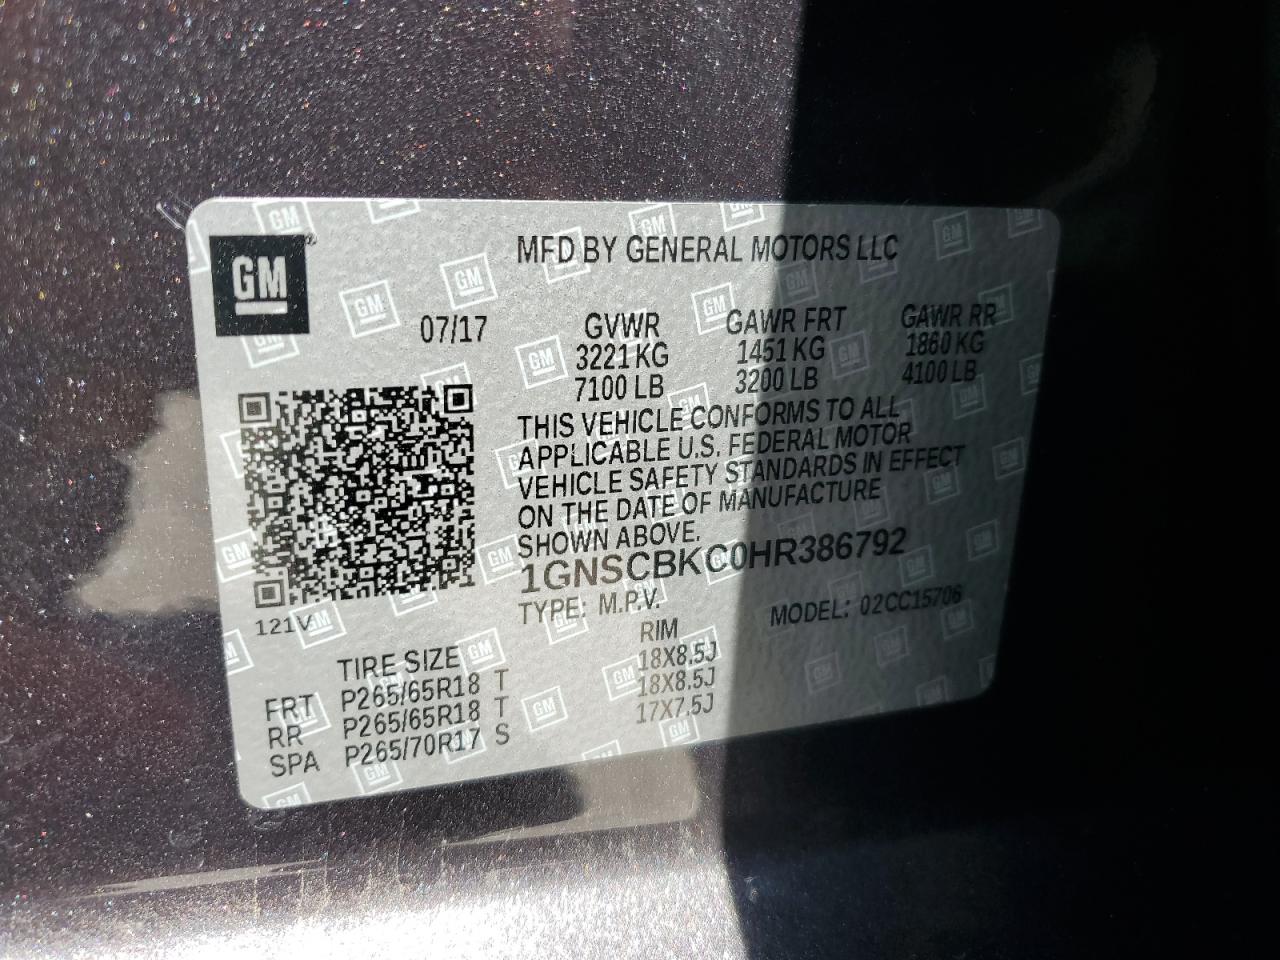 GM
MFD BY GENERAL MOTORS LLC
07/17
GVWR GAWR FRT GAWR RR
3221 KG 1451 KG 1860 KG
7100 LB 3200 LB 4100 LB
THIS VEHICLE CONFORMS TO ALL
APPLICABLE U.S. FEDERAL MOTOR
VEHICLE SAFETY STANDARDS IN EFFECT
ON THE DATE OF MANUFACTURE
SHOWN ABOVE.
1GNSCBKC0HR386792
TYPE: M.P.V. MODEL: 02CC15706
121V
TIRE SIZE RIM
FRT P265/65R18 T 18X8.5J
RR P265/65R18 T 18X8.5J
SPA P265/70R17 S 17X7.5J